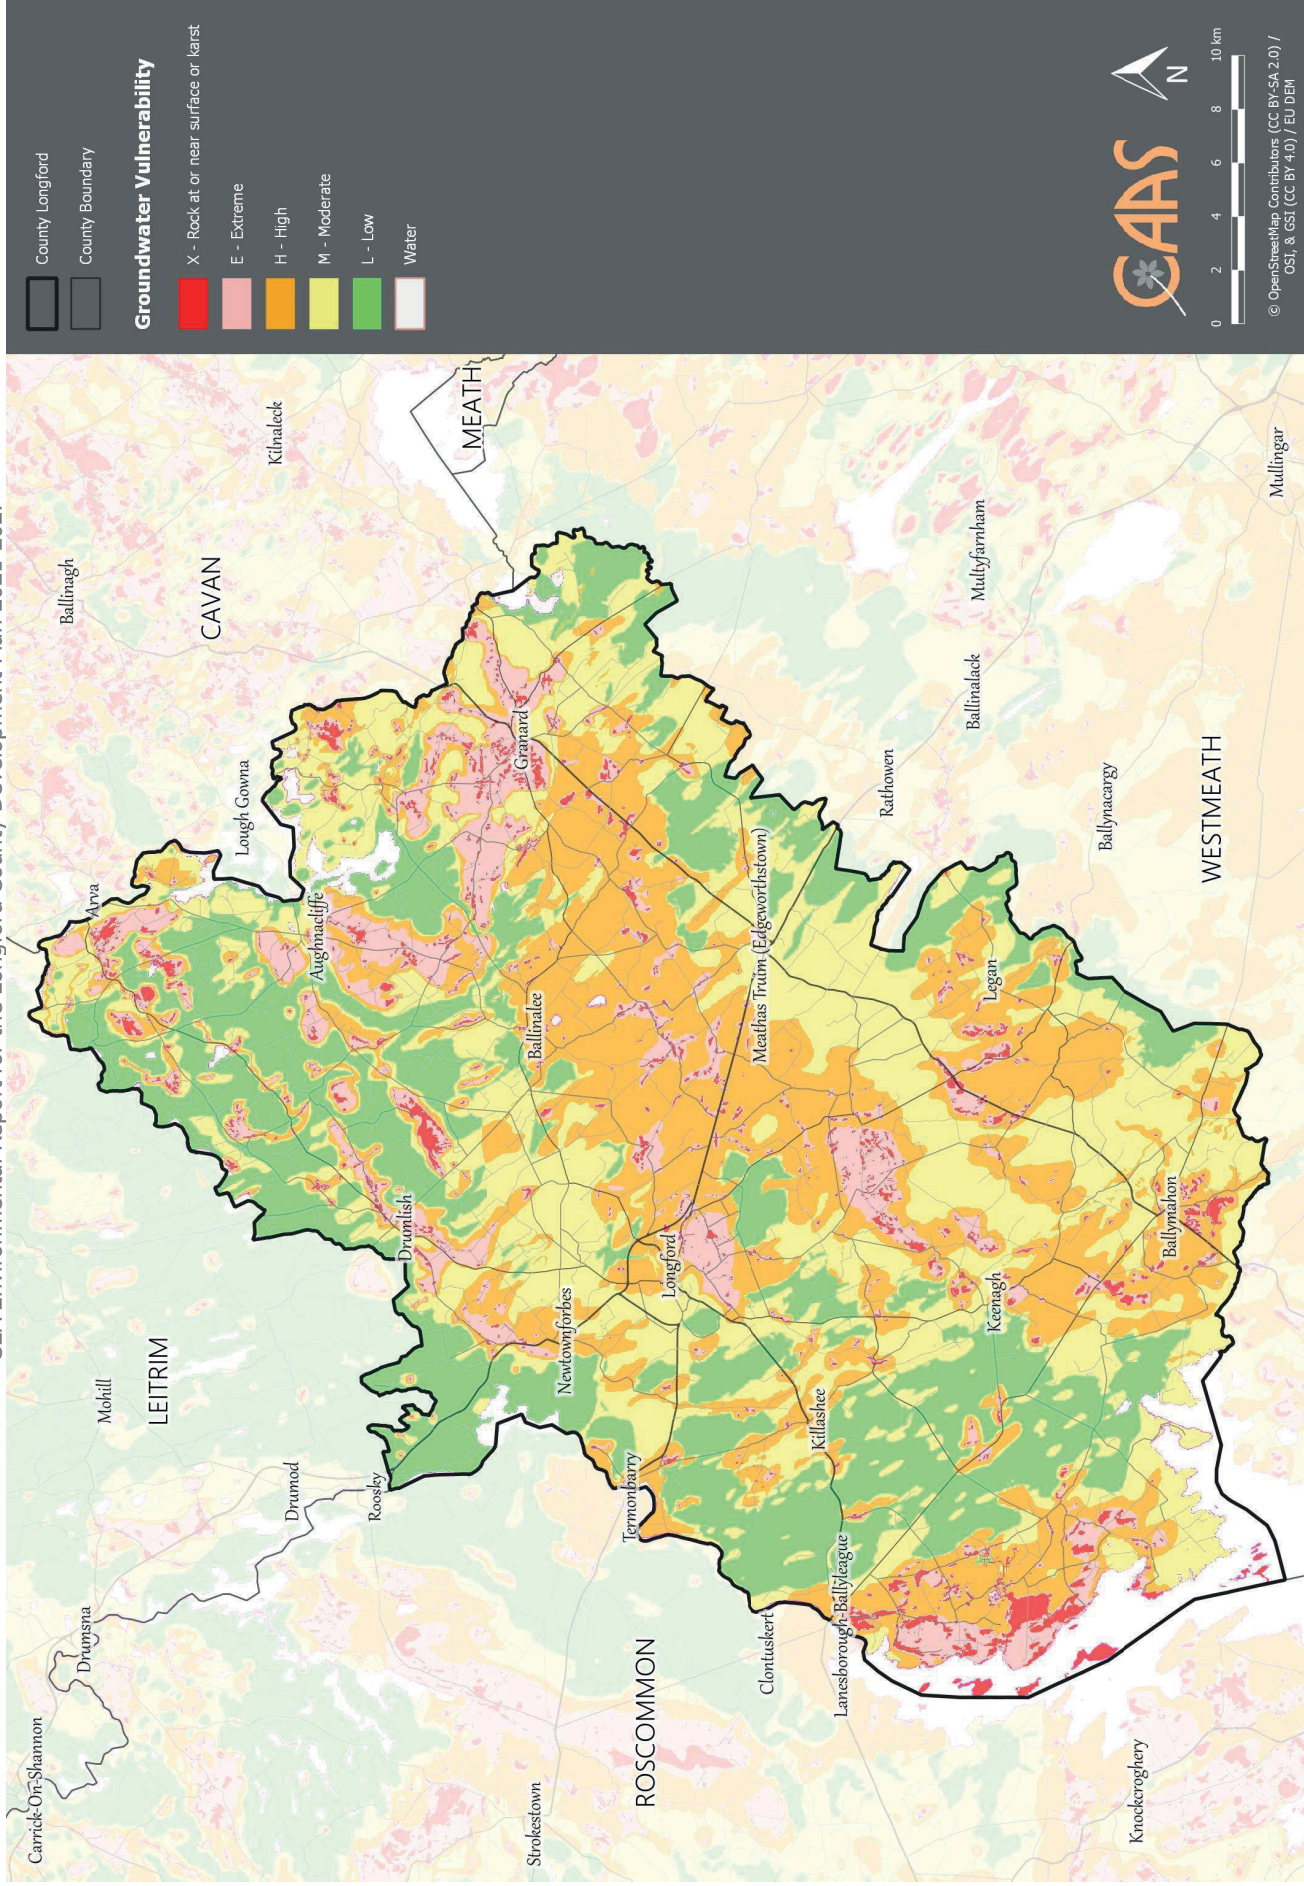 County Longford
County Boundary
Groundwater Vulnerability
X - Rock at or near surface or karst
E - Extreme
H - High
M - Moderate
L - Low
Water
CAAS
N
0 2 4 6 8 10 km
© OpenStreetMap Contributors (CC BY-SA 2.0) /
OSI, & GSI (CC BY 4.0) / EU DEM
Carrick-On-Shannon
Drumsna
Mohill
LEITRIM
Drumod
Roosky
Arva
Ballinagh
CAVAN
Lough Gowna
Kilnaleck
MEATH
Aughnacliffe
Drumlish
Granard
Ballinalee
Newtownforbes
Strokestown
ROSCOMMON
Termonbarry
Longford
Meathas Truim (Edgeworthstown)
Clontuskert
Killashee
Lanesborough-Ballyleague
Rathowen
Ballinalack
Multyfarnham
Legan
Keenagh
Ballynacargy
Knockcroghery
Ballymahon
WESTMEATH
Mullingar